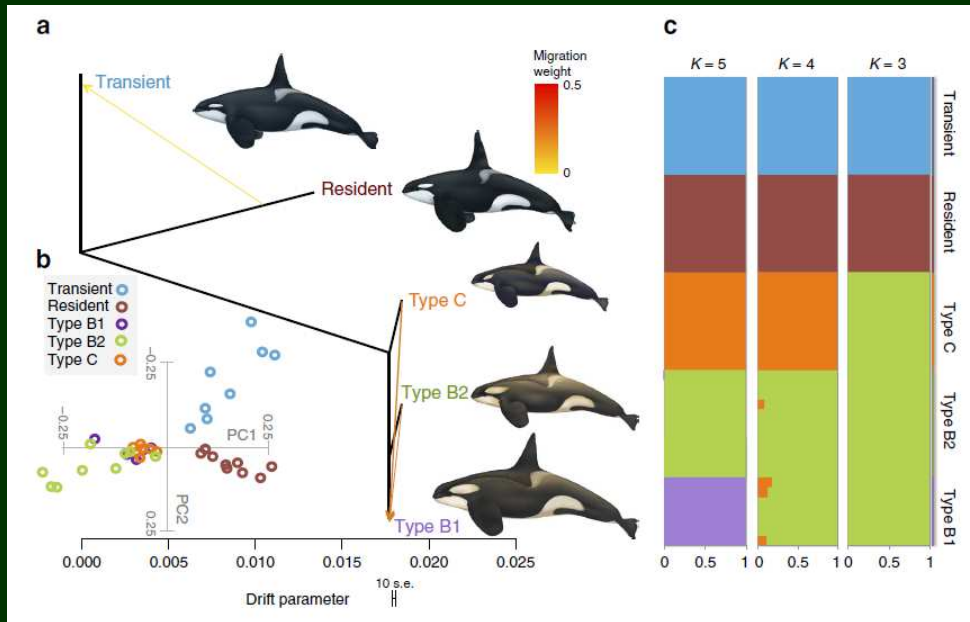 a
Transient
Migration
weight
0.5
0
Resident
Type C
Type B2
Type B1
b
Transient
Resident
Type B1
Type B2
Type C
-0.25
-0.25
PC1
0.25
PC2
0.25
0.000
0.005
0.010
0.015
0.020
0.025
10 s.e.
Drift parameter
c
K = 5
K = 4
K = 3
Transient
Resident
Type C
Type B2
Type B1
0
0.5
1
0
0.5
1
0
0.5
1